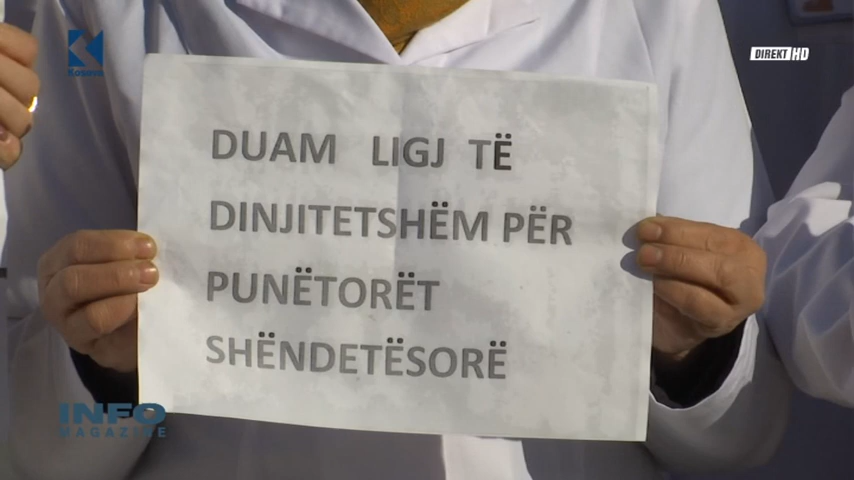 Kosova
DIREKT HD
DUAM LIGJ TË
DINJITETSHËM PËR
PUNËTORËT
SHËNDETËSORË
INFO
MAGAZINE